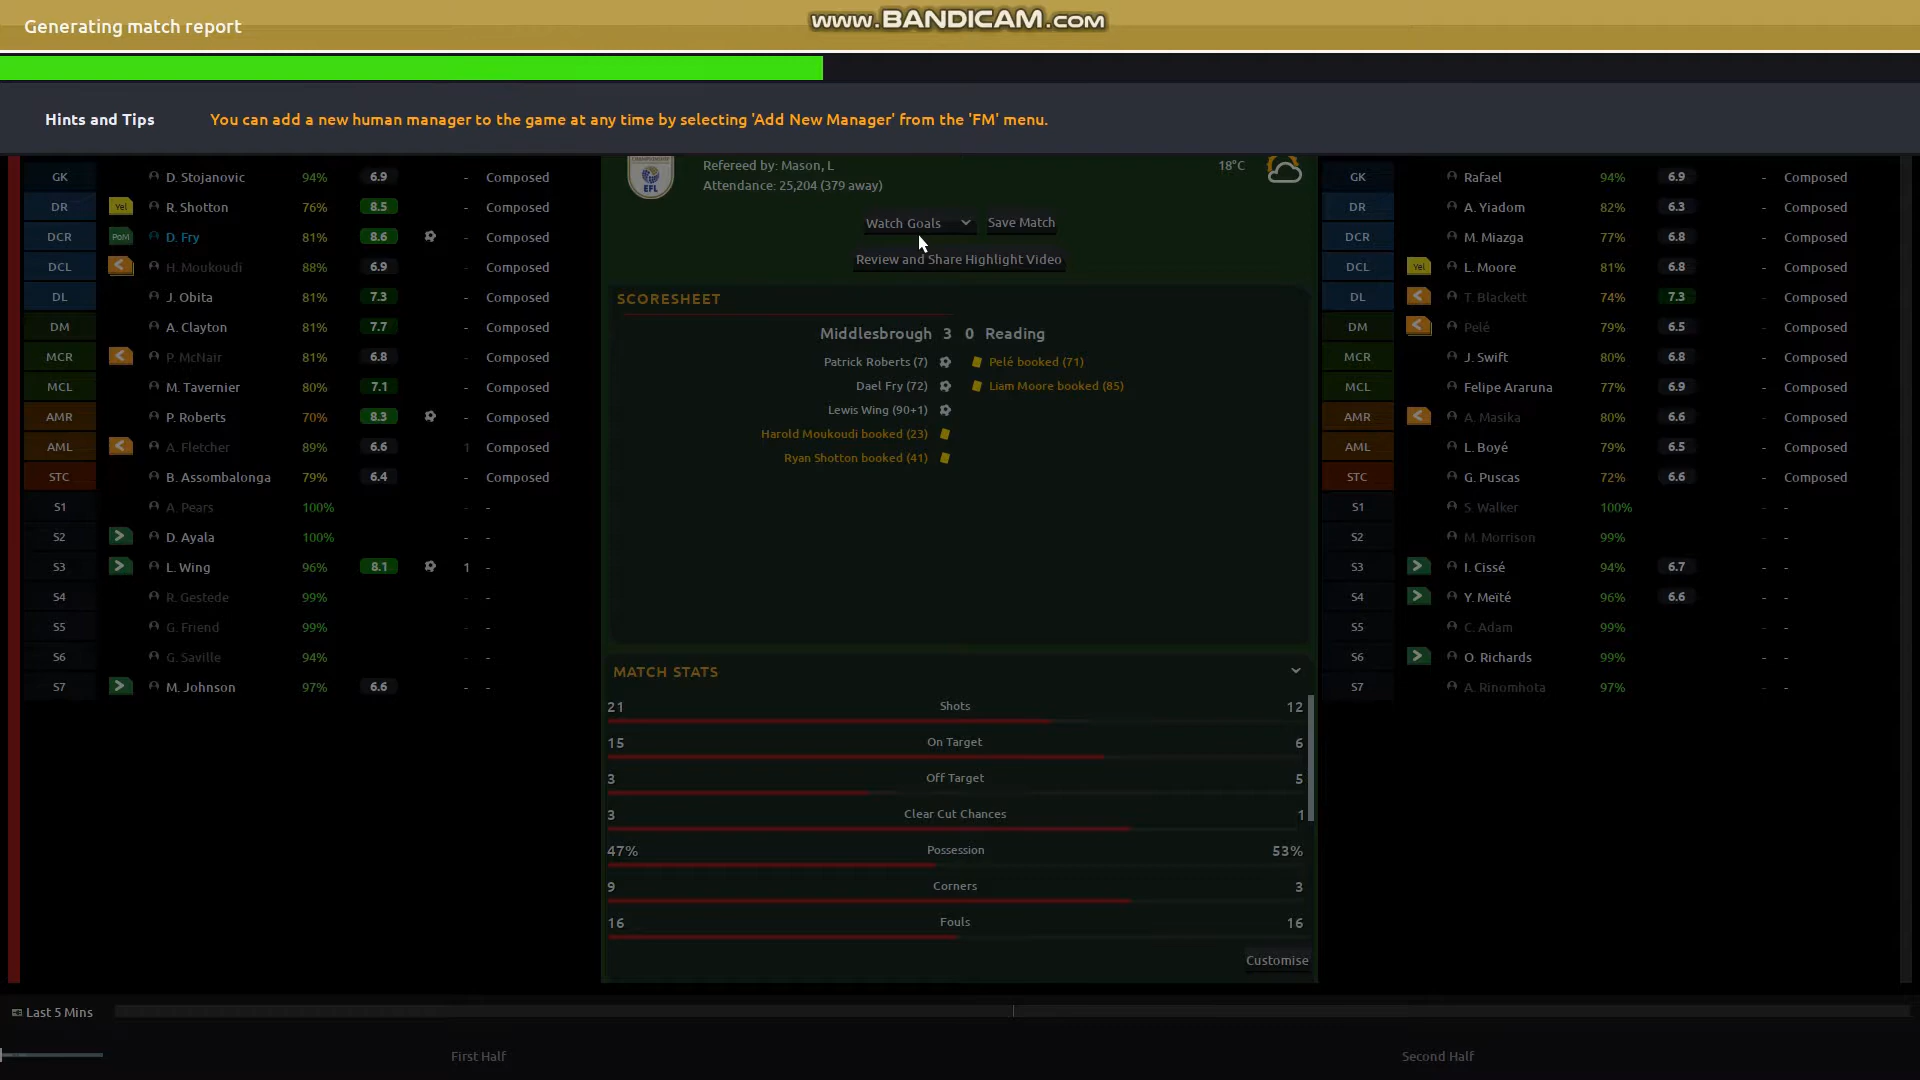 Generating match report
www.BANDICAM.com
Hints and Tips You can add a new human manager to the game at any time by selecting 'Add New Manager' from the 'FM' menu.
GK D. Stojanovic 94% 6.9 - Composed
DR Yel R. Shotton 76% 8.5 - Composed
DCR PoM D. Fry 81% 8.6 - Composed
DCL H. Moukoudi 88% 6.9 - Composed
DL J. Obita 81% 7.3 - Composed
DM A. Clayton 81% 7.7 - Composed
MCR P. McNair 81% 6.8 - Composed
MCL M. Tavernier 80% 7.1 - Composed
AMR P. Roberts 70% 8.3 - Composed
AML A. Fletcher 89% 6.6 1 Composed
STC B. Assombalonga 79% 6.4 - Composed
S1 A. Pears 100% - -
S2 D. Ayala 100% - -
S3 L. Wing 96% 8.1 1 -
S4 R. Gestede 99% - -
S5 G. Friend 99% - -
S6 G. Saville 94% - -
S7 M. Johnson 97% 6.6 - -
CHAMPIONSHIP
EFL
Refereed by: Mason, L
Attendance: 25,204 (379 away)
18°C
Watch Goals Save Match
Review and Share Highlight Video
SCORESHEET
Middlesbrough 3 0 Reading
Patrick Roberts (7) Pelé booked (71)
Dael Fry (72) Liam Moore booked (85)
Lewis Wing (90+1)
Harold Moukoudi booked (23)
Ryan Shotton booked (41)
MATCH STATS
21 Shots 12
15 On Target 6
3 Off Target 5
3 Clear Cut Chances 1
47% Possession 53%
9 Corners 3
16 Fouls 16
Customise
GK Rafael 94% 6.9 - Composed
DR A. Yiadom 82% 6.3 - Composed
DCR M. Miazga 77% 6.8 - Composed
DCL Yel L. Moore 81% 6.8 - Composed
DL T. Blackett 74% 7.3 - Composed
DM Pelé 79% 6.5 - Composed
MCR J. Swift 80% 6.8 - Composed
MCL Felipe Araruna 77% 6.9 - Composed
AMR A. Masika 80% 6.6 - Composed
AML L. Boyé 79% 6.5 - Composed
STC G. Puscas 72% 6.6 - Composed
S1 S. Walker 100% - -
S2 M. Morrison 99% - -
S3 I. Cissé 94% 6.7 - -
S4 Y. Meïté 96% 6.6 - -
S5 C. Adam 99% - -
S6 O. Richards 99% - -
S7 A. Rinomhota 97% - -
Last 5 Mins
First Half Second Half